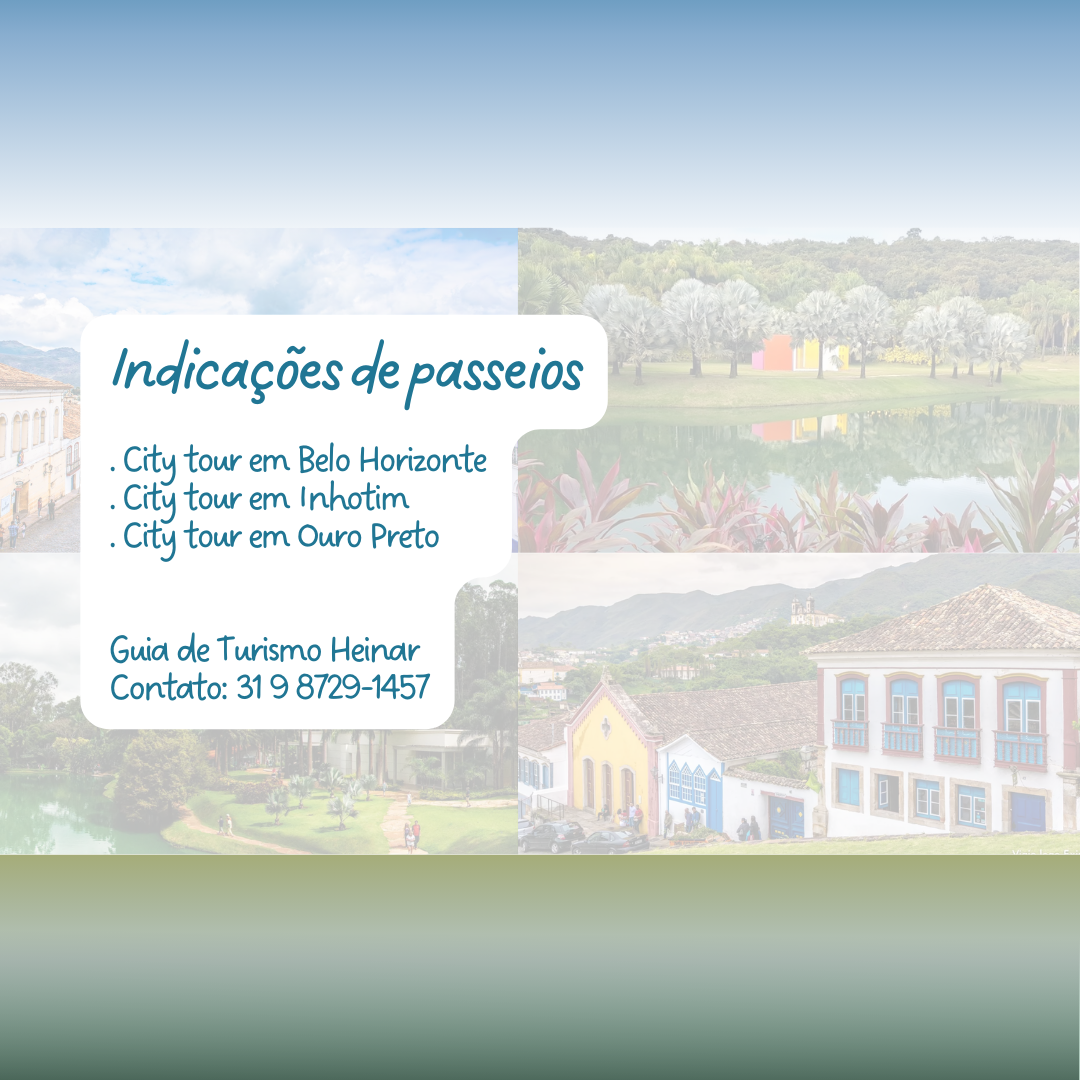 Indicações de passeios
. City tour em Belo Horizonte
. City tour em Inhotim
. City tour em Ouro Preto
Guia de Turismo Heinar
Contato: 31 9 8729-1457